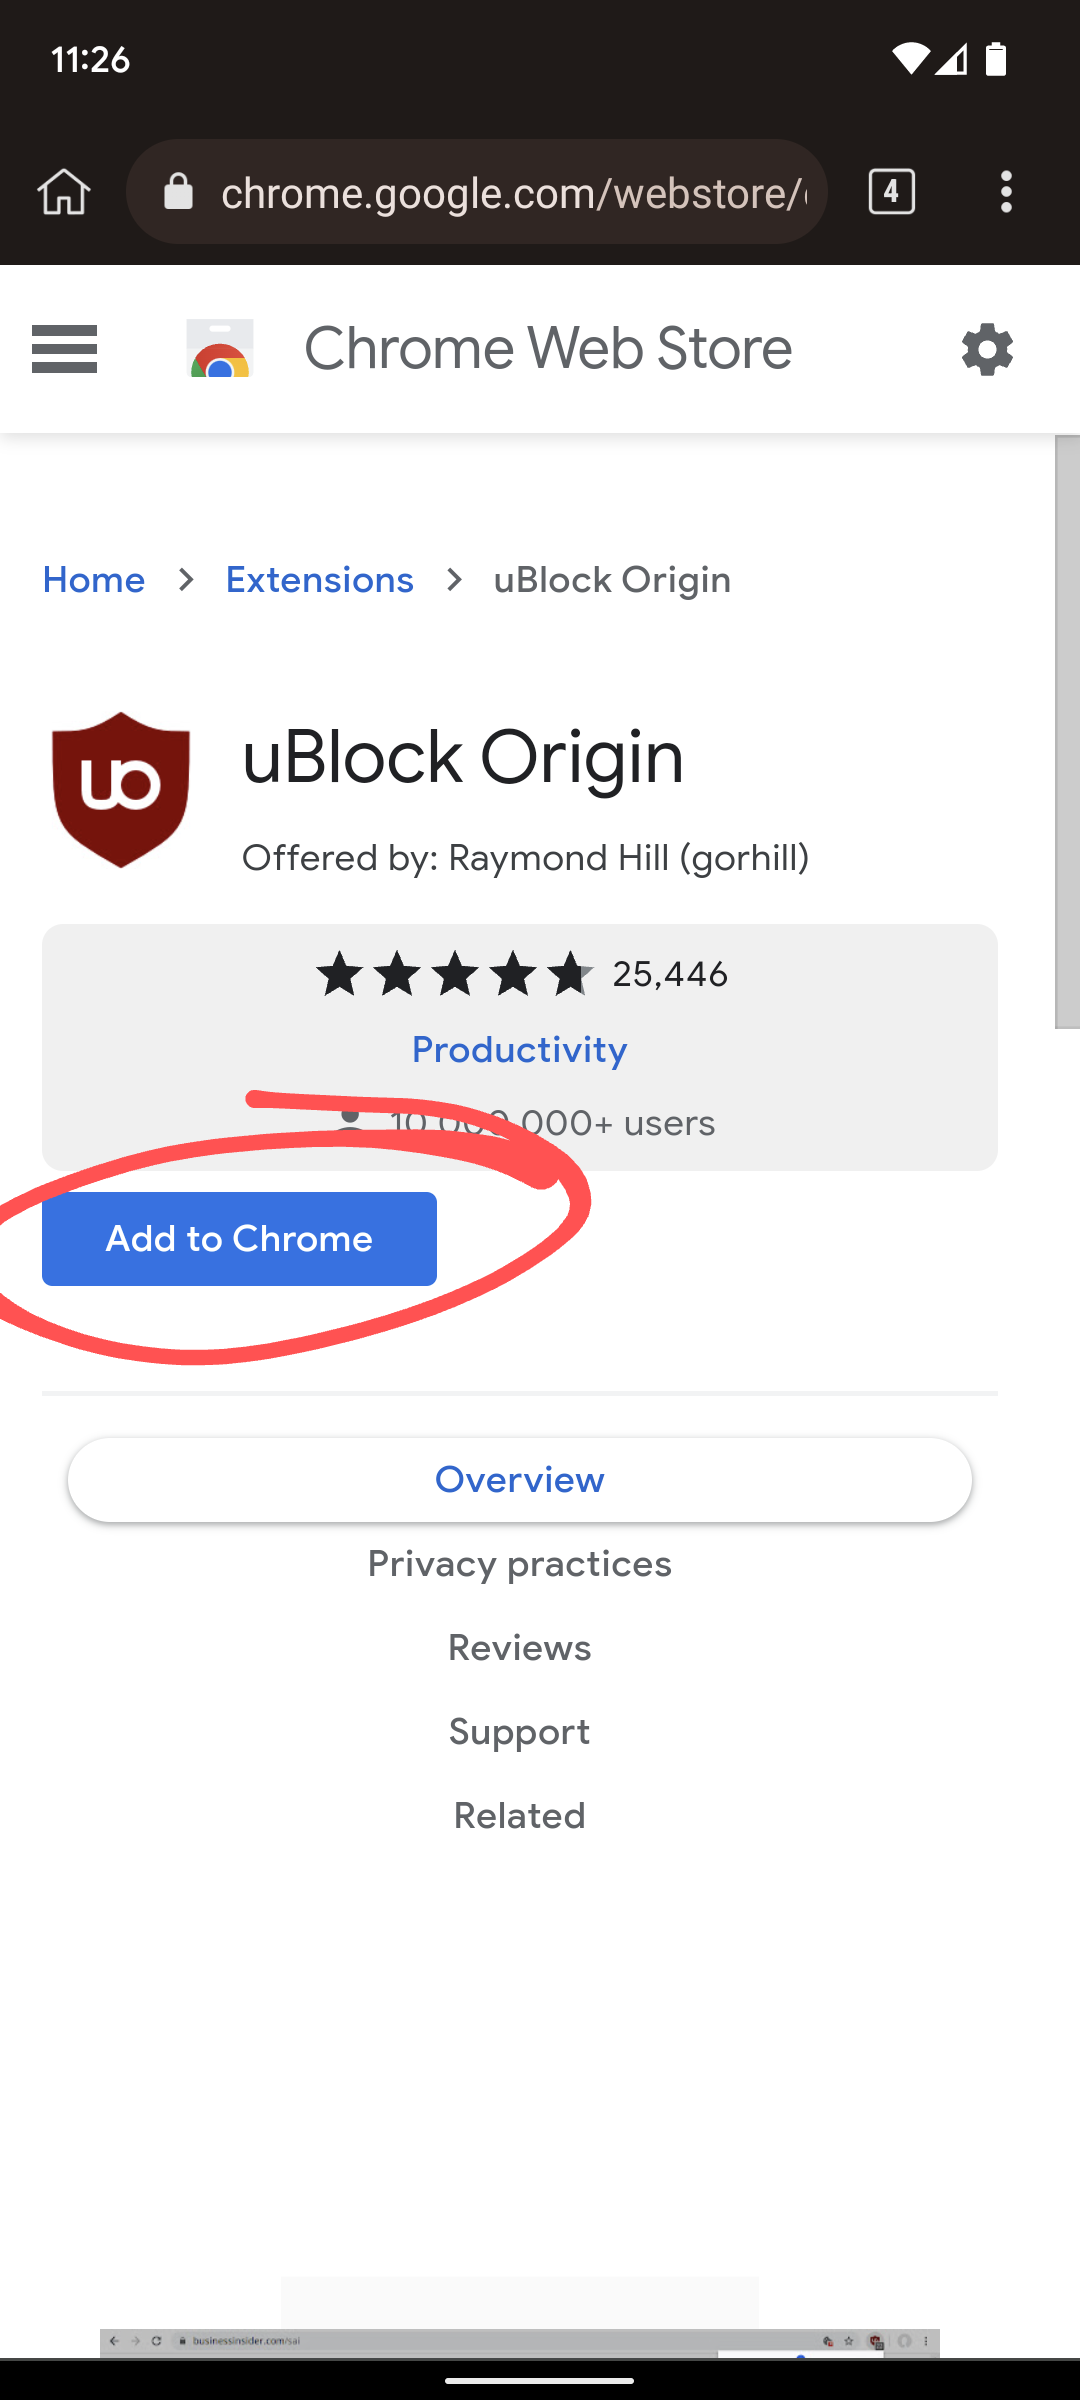 11:26
chrome.google.com/webstore/
4
Chrome Web Store
Home > Extensions > uBlock Origin
uBlock Origin
uo
Offered by: Raymond Hill (gorhill)
25,446
Productivity
10,000,000+ users
Add to Chrome
Overview
Privacy practices
Reviews
Support
Related
businessinsider.com/sai